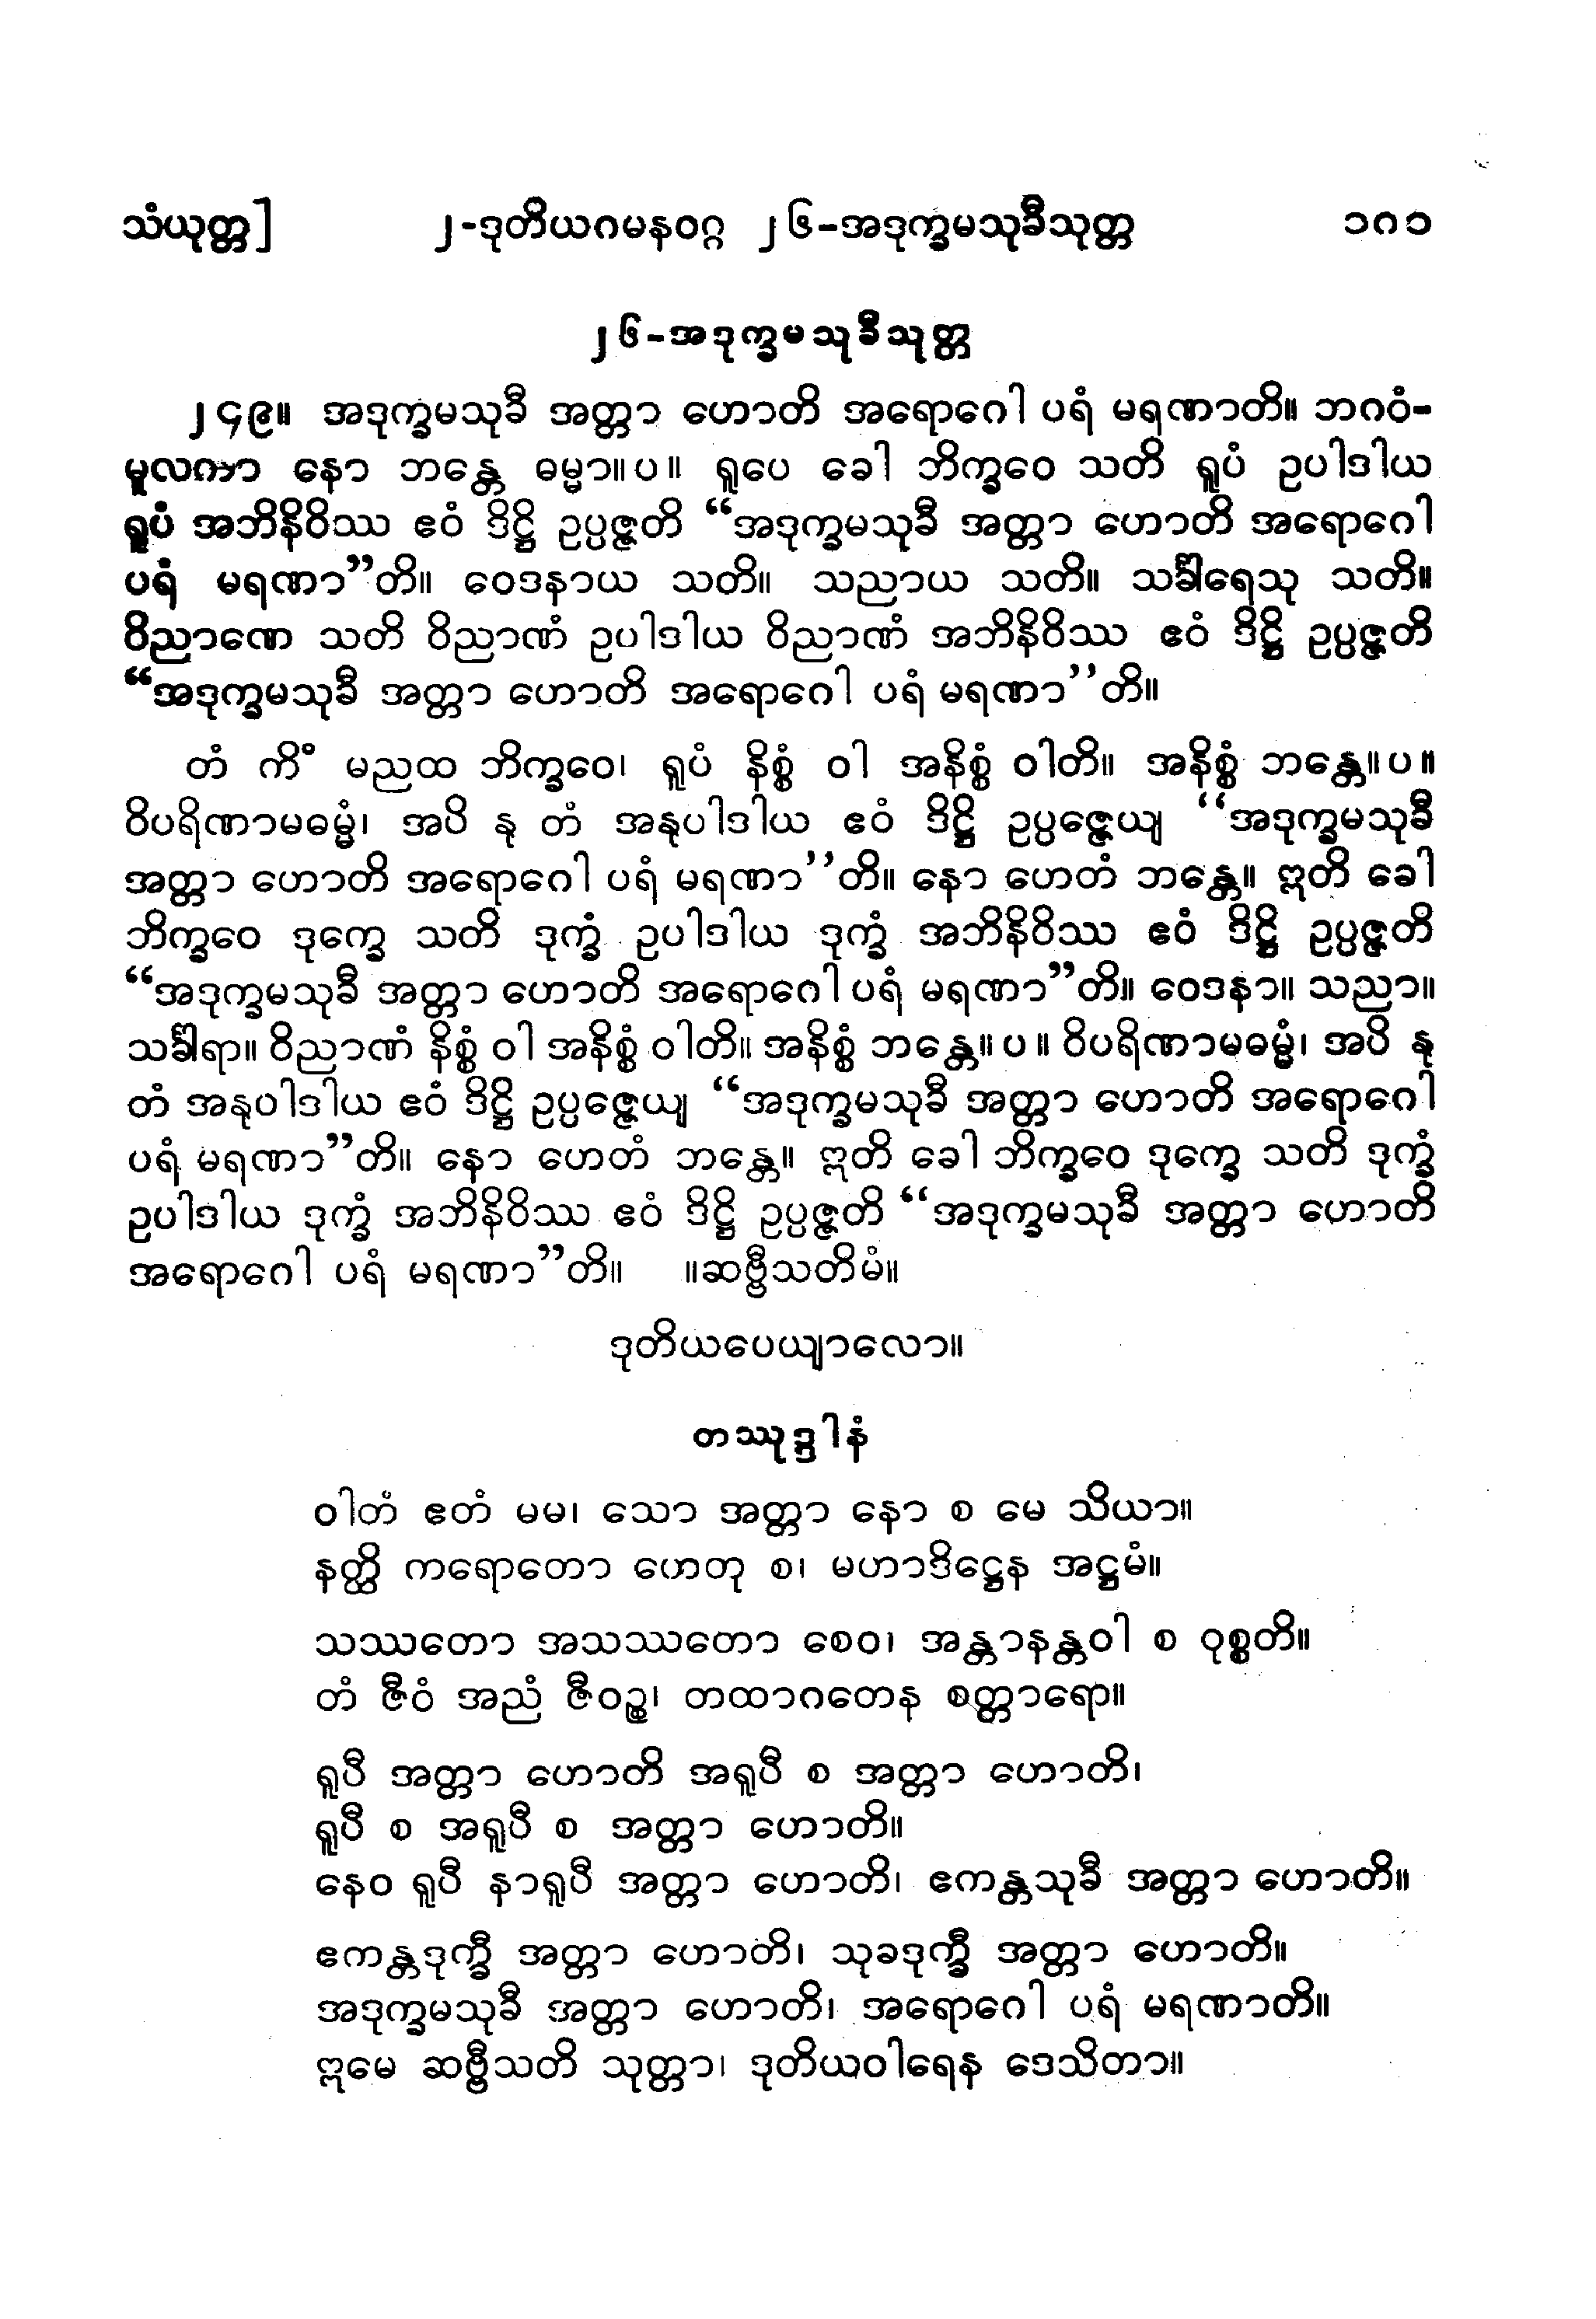 သံယုတ္တ] ၂-ဒုတိယဂမနဝဂ္ဂ ၂၆-အဒုက္ခမသုခီသုတ္တ ၁၈၁
၂၆-အဒုက္ခမသုခီသုတ္တ
၂၄၉။ အဒုက္ခမသုခီ အတ္တာ ဟောတိ အရောဂေါ ပရံ မရဏာတိ။ ဘဂဝံ-
မူလကာ နော ဘန္တေ ဓမ္မာ။ပ။ ရူပေ ခေါ ဘိက္ခဝေ သတိ ရူပံ ဥပါဒါယ
ရူပံ အဘိနိဝိဿ ဧဝံ ဒိဋ္ဌိ ဥပ္ပဇ္ဇတိ “အဒုက္ခမသုခီ အတ္တာ ဟောတိ အရောဂေါ
ပရံ မရဏာ”တိ။ ဝေဒနာယ သတိ။ သညာယ သတိ။ သင်္ခါရေသု သတိ။
ဝိညာဏေ သတိ ဝိညာဏံ ဥပါဒါယ ဝိညာဏံ အဘိနိဝိဿ ဧဝံ ဒိဋ္ဌိ ဥပ္ပဇ္ဇတိ
“အဒုက္ခမသုခီ အတ္တာ ဟောတိ အရောဂေါ ပရံ မရဏာ”တိ။
တံ ကိံ မညထ ဘိက္ခဝေ၊ ရူပံ နိစ္စံ ဝါ အနိစ္စံ ဝါတိ။ အနိစ္စံ ဘန္တေ။ပ။
ဝိပရိဏာမဓမ္မံ၊ အပိ နု တံ အနုပါဒါယ ဧဝံ ဒိဋ္ဌိ ဥပ္ပဇ္ဇေယျ “အဒုက္ခမသုခီ
အတ္တာ ဟောတိ အရောဂေါ ပရံ မရဏာ”တိ။ နော ဟေတံ ဘန္တေ။ ဣတိ ခေါ
ဘိက္ခဝေ ဒုက္ခေ သတိ ဒုက္ခံ ဥပါဒါယ ဒုက္ခံ အဘိနိဝိဿ ဧဝံ ဒိဋ္ဌိ ဥပ္ပဇ္ဇတိ
“အဒုက္ခမသုခီ အတ္တာ ဟောတိ အရောဂေါ ပရံ မရဏာ”တိ။ ဝေဒနာ။ သညာ။
သင်္ခါရာ။ ဝိညာဏံ နိစ္စံ ဝါ အနိစ္စံ ဝါတိ။ အနိစ္စံ ဘန္တေ။ပ။ ဝိပရိဏာမဓမ္မံ၊ အပိ နု
တံ အနုပါဒါယ ဧဝံ ဒိဋ္ဌိ ဥပ္ပဇ္ဇေယျ “အဒုက္ခမသုခီ အတ္တာ ဟောတိ အရောဂေါ
ပရံ မရဏာ”တိ။ နော ဟေတံ ဘန္တေ။ ဣတိ ခေါ ဘိက္ခဝေ ဒုက္ခေ သတိ ဒုက္ခံ
ဥပါဒါယ ဒုက္ခံ အဘိနိဝိဿ ဧဝံ ဒိဋ္ဌိ ဥပ္ပဇ္ဇတိ “အဒုက္ခမသုခီ အတ္တာ ဟောတိ
အရောဂေါ ပရံ မရဏာ”တိ။ ။ဆဗ္ဗီသတိမံ။
ဒုတိယပေယျာလော။
တဿုဒ္ဒါနံ
ဝါတံ ဧတံ မမ၊ သော အတ္တာ နော စ မေ သိယာ။
နတ္ထိ ကရောတော ဟေတု စ၊ မဟာဒိဋ္ဌေန အဋ္ဌမံ။
သဿတော အသဿတော စေဝ၊ အန္တာနန္တဝါ စ ဝုစ္စတိ။
တံ ဇီဝံ အညံ ဇီဝဉ္စ၊ တထာဂတေန စတ္တာရော။
ရူပီ အတ္တာ ဟောတိ အရူပီ စ အတ္တာ ဟောတိ၊
ရူပီ စ အရူပီ စ အတ္တာ ဟောတိ။
နေဝ ရူပီ နာရူပီ အတ္တာ ဟောတိ၊ ဧကန္တသုခီ အတ္တာ ဟောတိ။
ဧကန္တဒုက္ခီ အတ္တာ ဟောတိ၊ သုခဒုက္ခီ အတ္တာ ဟောတိ။
အဒုက္ခမသုခီ အတ္တာ ဟောတိ၊ အရောဂေါ ပရံ မရဏာတိ။
ဣမေ ဆဗ္ဗီသတိ သုတ္တာ၊ ဒုတိယဝါရေန ဒေသိတာ။